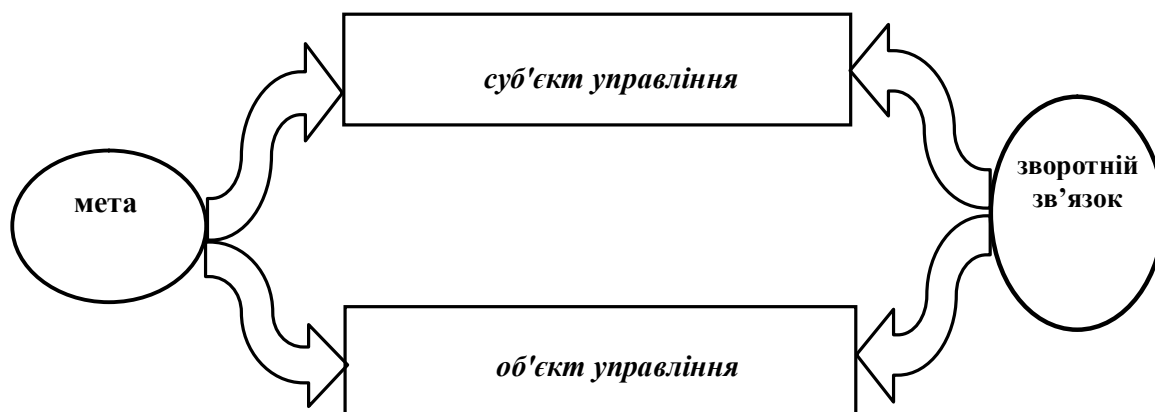 суб'єкт управління
мета
зворотній
зв’язок
об'єкт управління